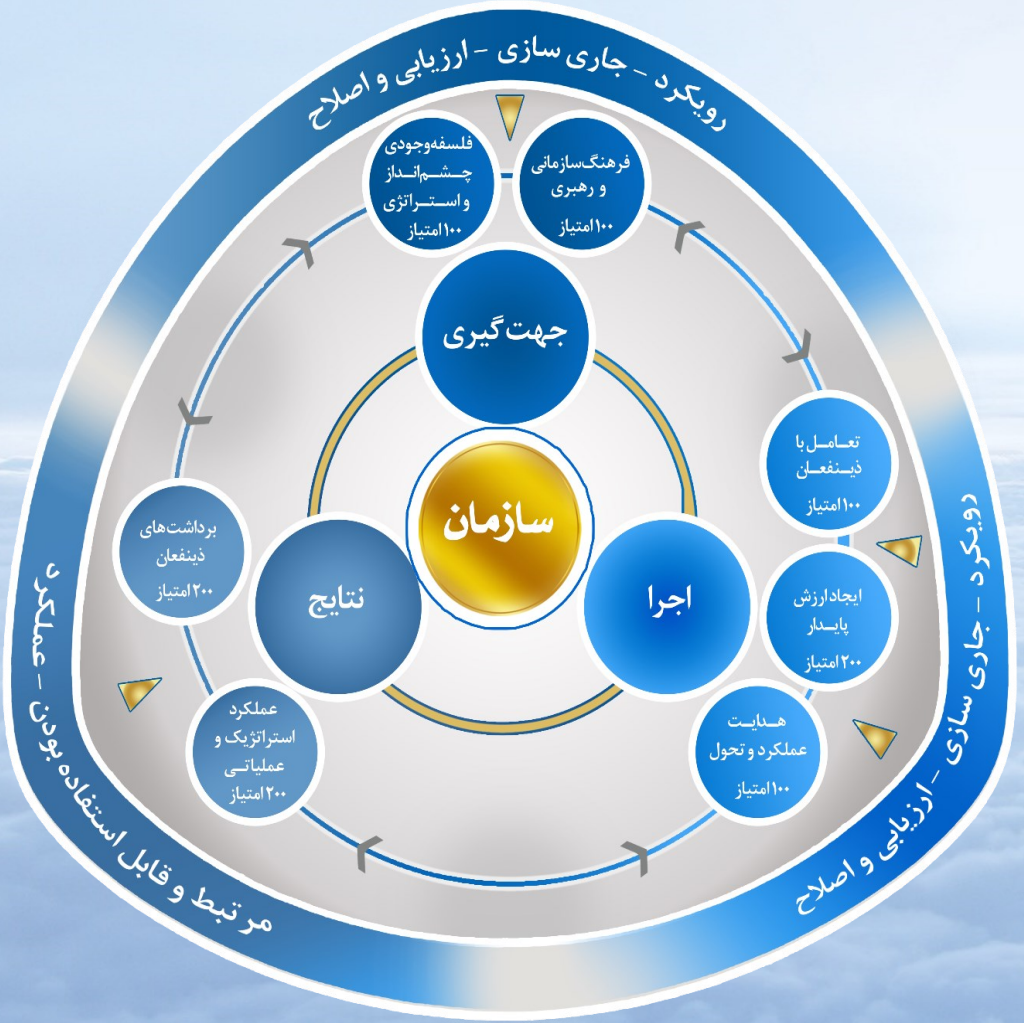 رویکرد - جاری سازی - ارزیابی و اصلاح
فرهنگ‌سازمانی
و رهبری
۱۰۰ امتیاز
فلسفه‌وجودی
چشم‌انداز
و استراتژی
۱۰۰ امتیاز
جهت‌گیری
سازمان
اجرا
نتایج
تعامل با
ذینفعان
۱۰۰ امتیاز
ایجاد ارزش
پایدار
۲۰۰ امتیاز
هدایت
عملکرد و تحول
۱۰۰ امتیاز
برداشت‌های
ذینفعان
۲۰۰ امتیاز
عملکرد
استراتژیک و
عملیاتی
۲۰۰ امتیاز
رویکرد - جاری سازی - ارزیابی و اصلاح
مرتبط و قابل استفاده بودن - عملکرد